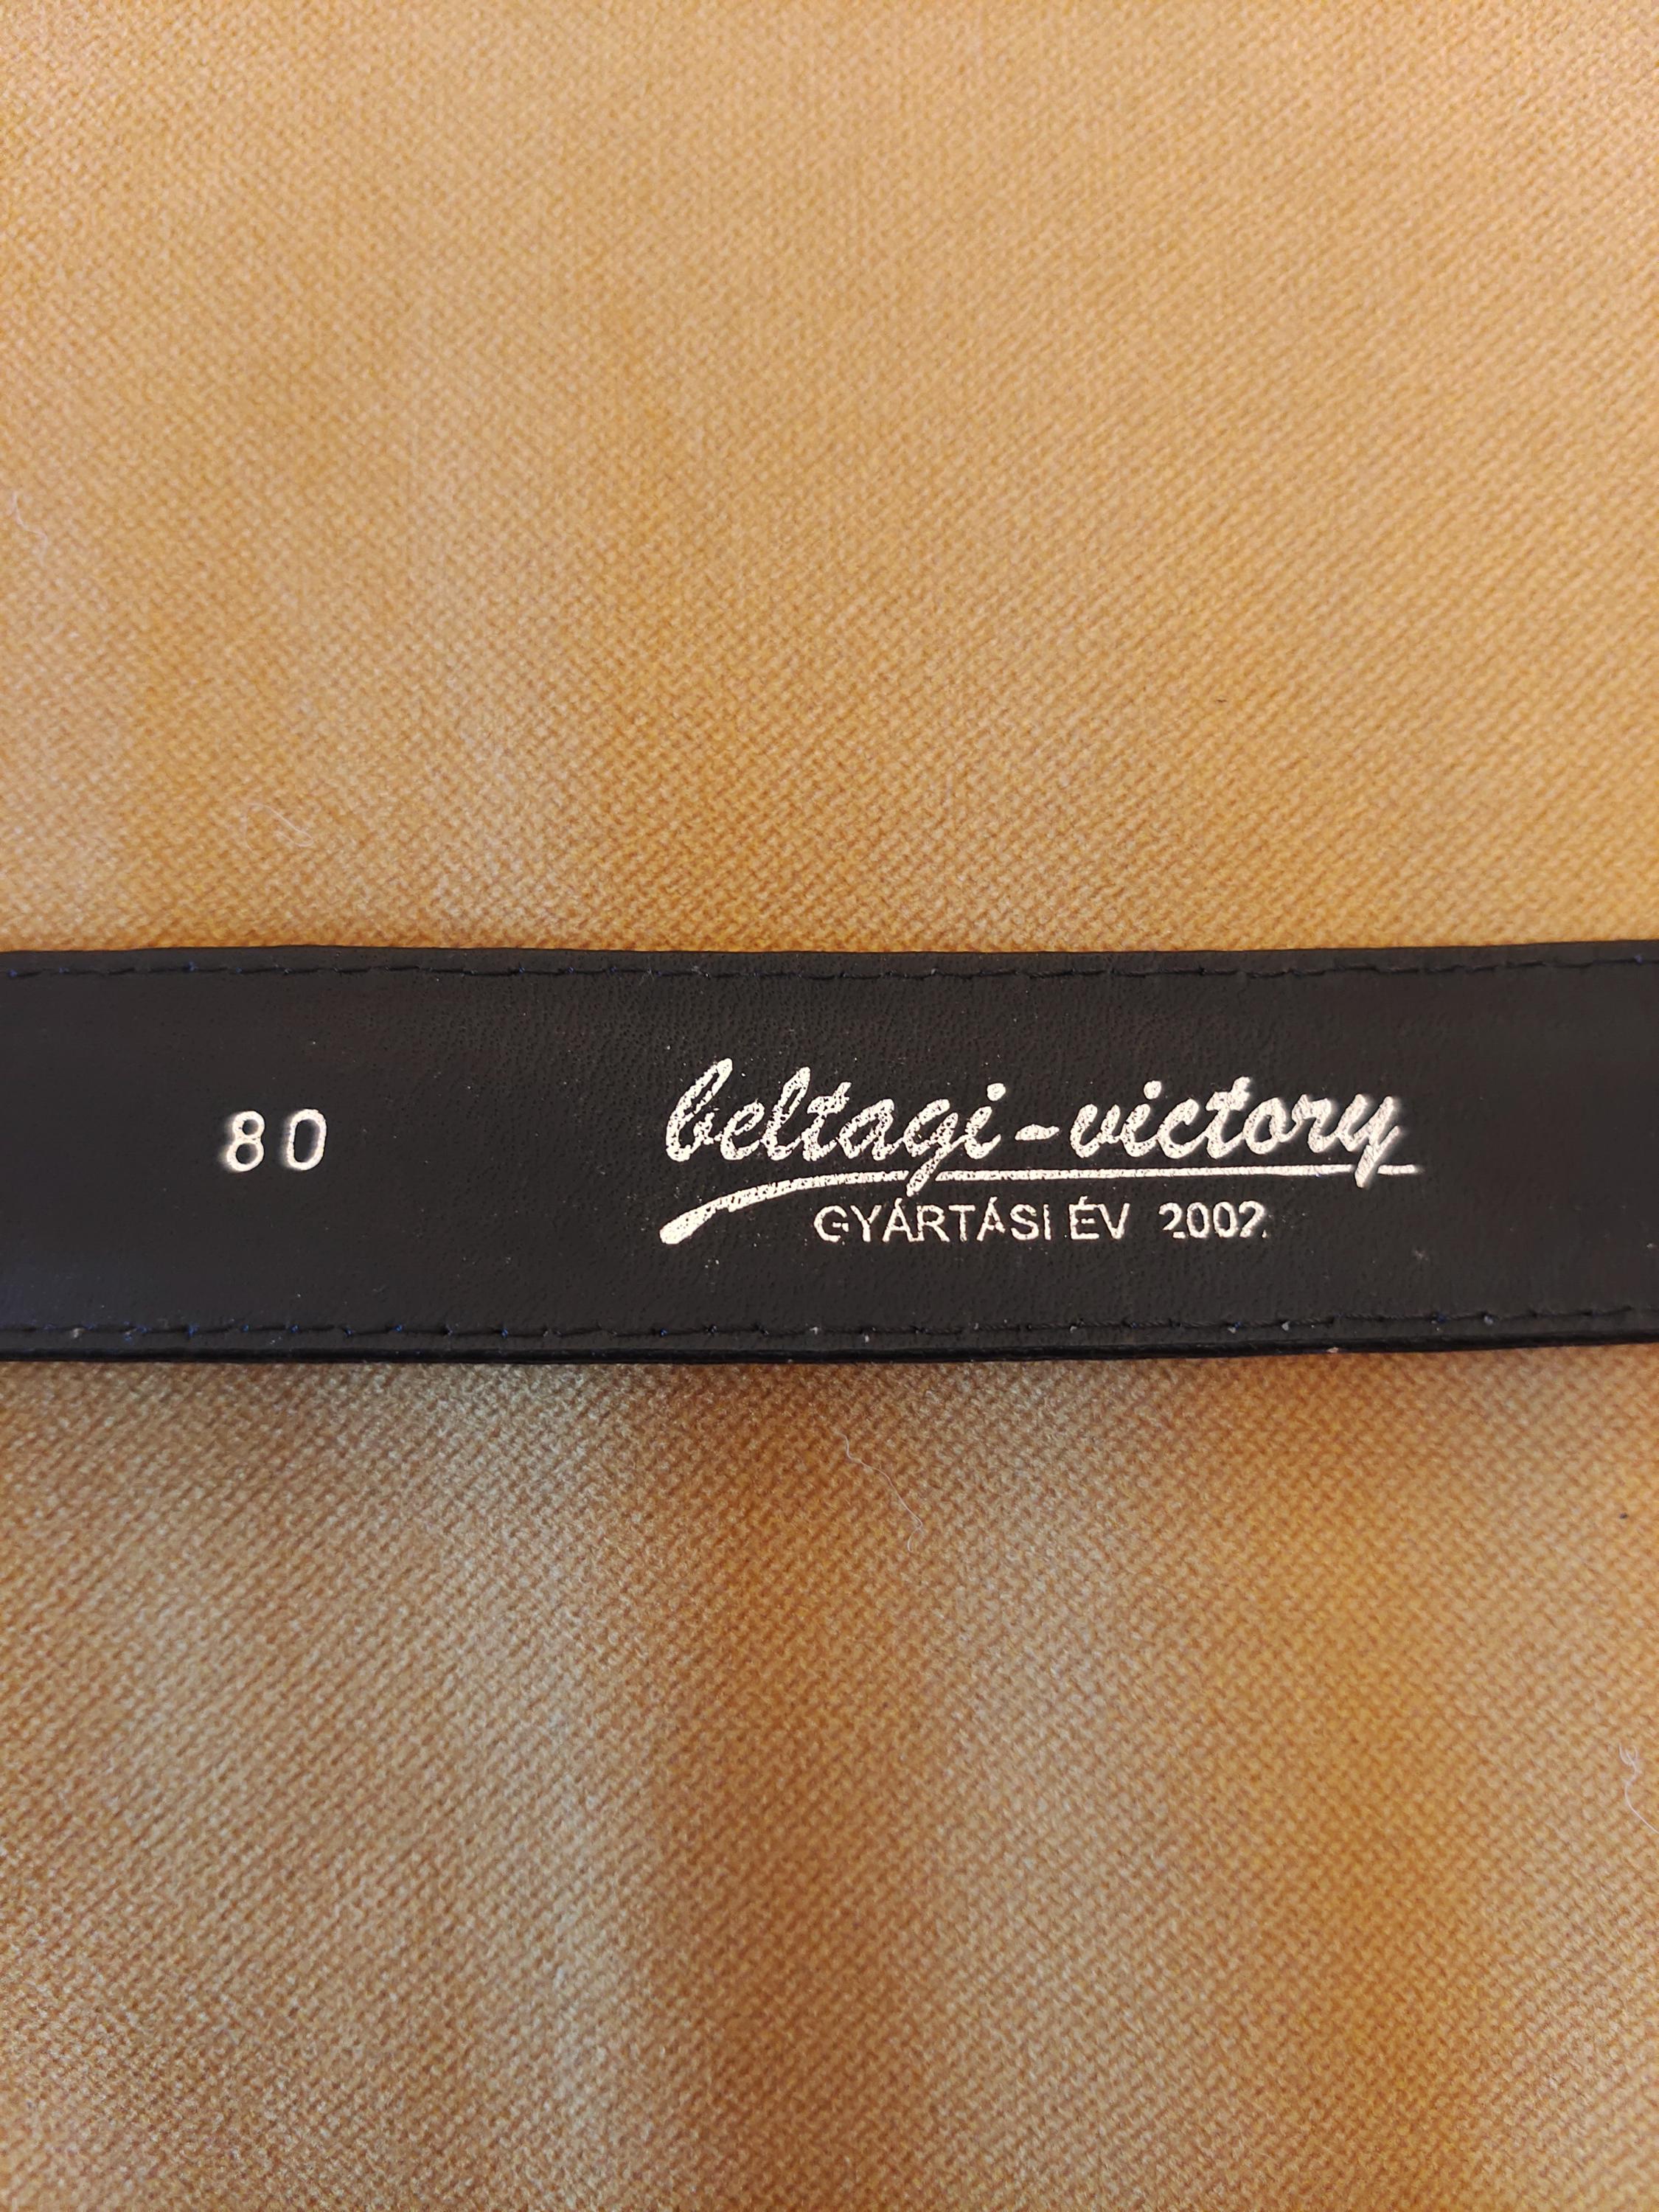 80
beltagi-victory
GYÁRTÁSI ÉV 2002.